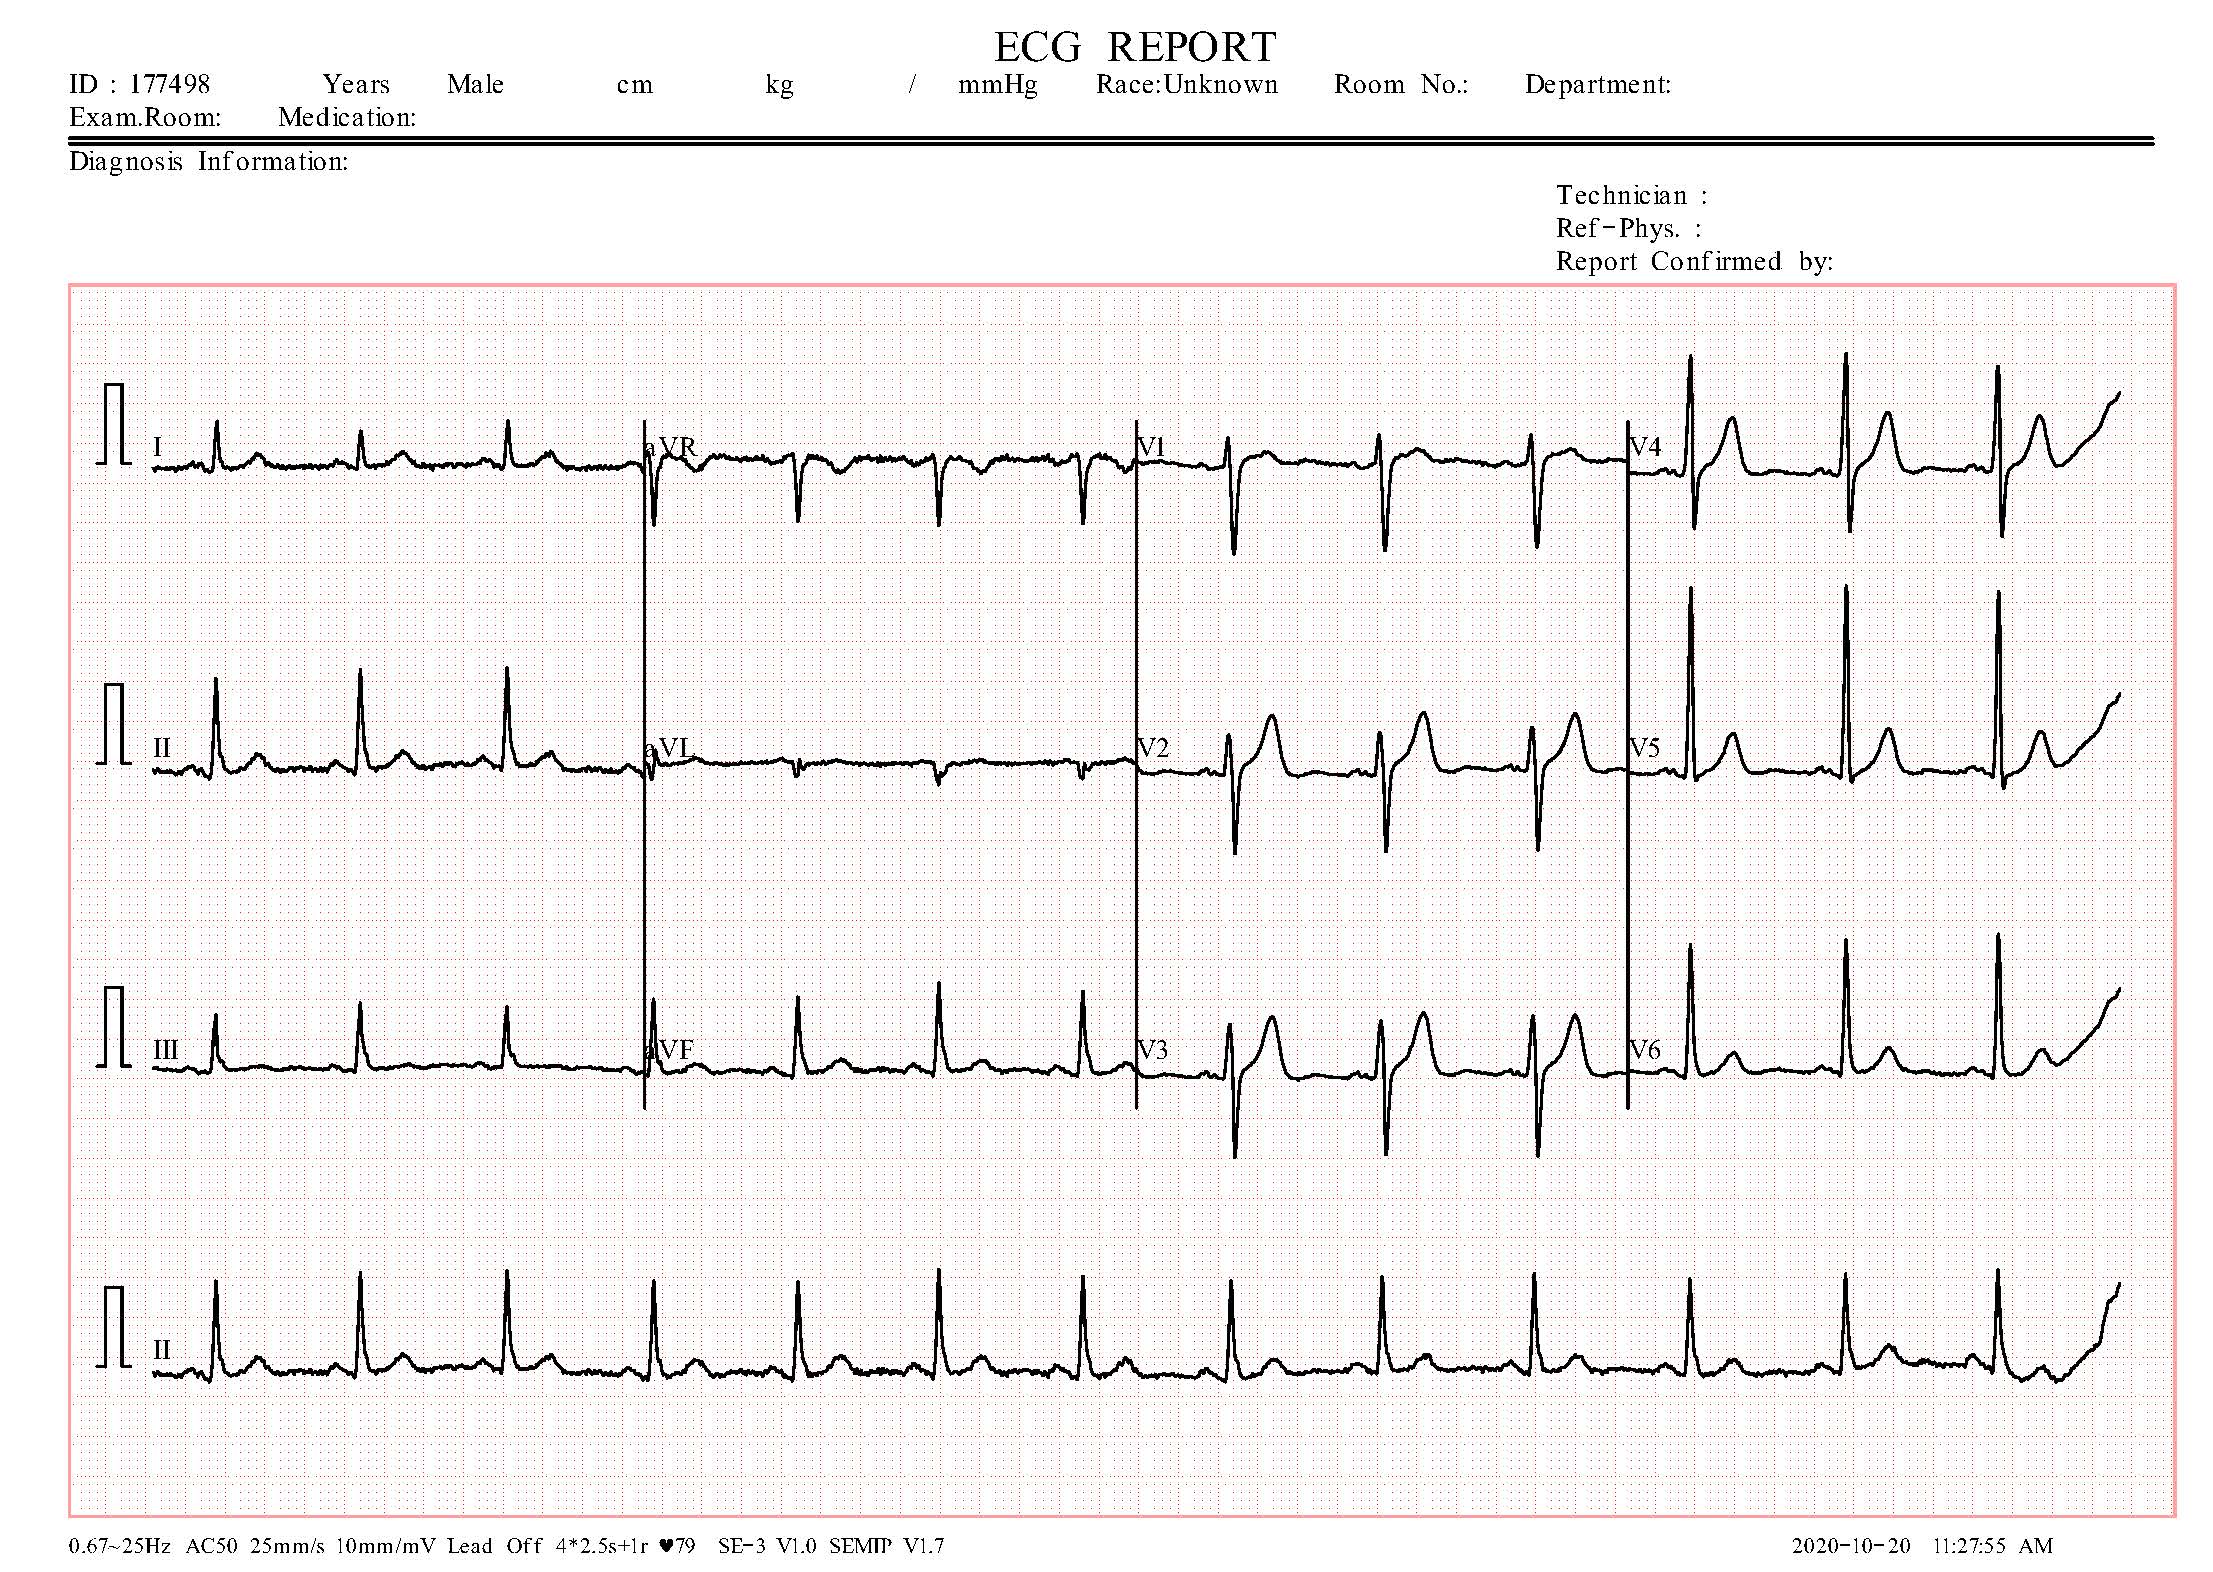 ECG REPORT
ID : 177498 Years Male cm kg / mmHg Race:Unknown Room No.: Department:
Exam.Room: Medication:
Diagnosis Information:
Technician :
Ref-Phys. :
Report Confirmed by:
I aVR V1 V4
II aVL V2 V5
III aVF V3 V6
II
0.67~25Hz AC50 25mm/s 10mm/mV Lead Off 4*2.5s+1r ♥79 SE-3 V1.0 SEMIP V1.7 2020-10-20 11:27:55 AM